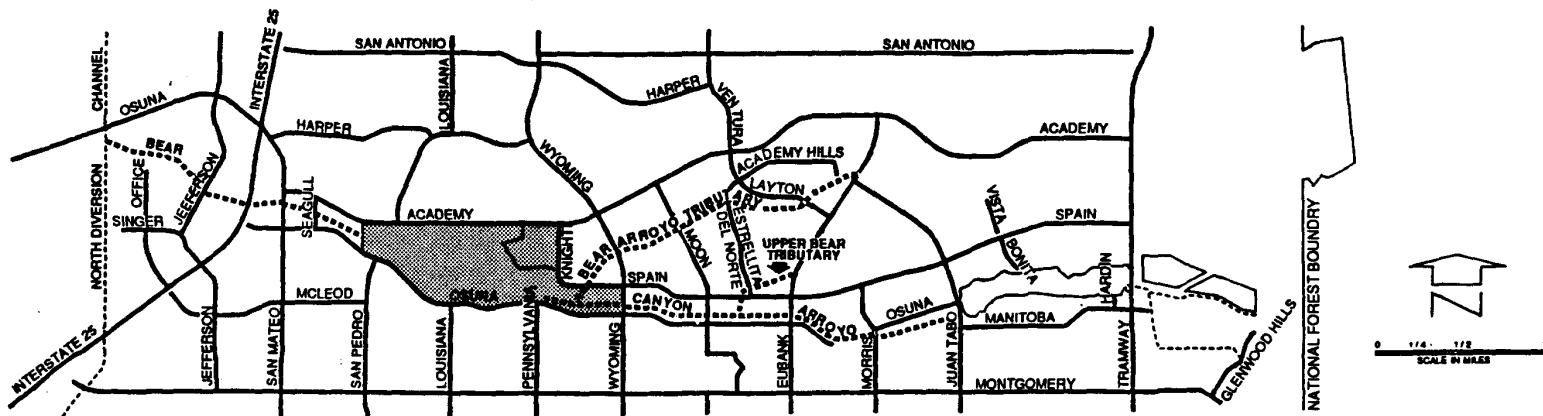 SAN ANTONIO
SAN ANTONIO
INTERSTATE 25
NORTH DIVERSION CHANNEL
OSUNA
LOUISIANA
HARPER
VENTURA
HARPER
ACADEMY
BEAR
WYOMING
ACADEMY HILLS
OFFICE
JEFFERSON
LAYTON
SINGER
SEAGULL
ACADEMY
BEAR ARROYO TRIBUTARY
VISTA BONITA
SPAIN
KNIGHT
MOON
ESTRELLITA DEL NORTE
UPPER BEAR
TRIBUTARY
SPAIN
HARDIN
MCLEOD
OSUNA
CANYON
ARROYO
OSUNA
MANITOBA
INTERSTATE 25
JEFFERSON
SAN MATEO
SAN PEDRO
LOUISIANA
PENNSYLVANIA
WYOMING
EUBANK
MORRIS
JUAN TABO
TRAMWAY
GLENWOOD HILLS
NATIONAL FOREST BOUNDRY
MONTGOMERY
N
0 1/4 1/2
SCALE IN MILES